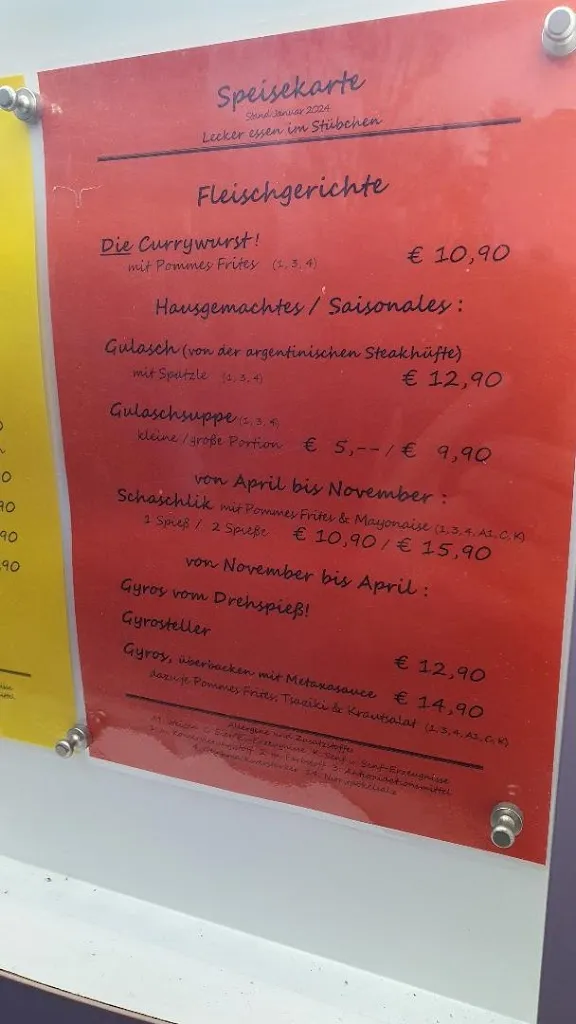 Speisekarte
Stand Januar 2024
Lecker essen im Stübchen
Fleischgerichte
Die Currywurst!
mit Pommes Frites (1, 3, 4) € 10,90
Hausgemachtes / Saisonales :
Gulasch (von der argentinischen Steakhüfte)
mit Spätzle (1, 3, 4) € 12,90
Gulaschsuppe (1, 3, 4)
kleine / große Portion € 5,-- / € 9,90
von April bis November :
Schaschlik mit Pommes Frites & Mayonaise (1, 3, 4, A1, C, K)
1 Spieß / 2 Spieße € 10,90 / € 15,90
von November bis April :
Gyros vom Drehspieß!
Gyrosteller € 12,90
Gyros, überbacken mit Metaxasauce € 14,90
dazu je Pommes Frites, Tsaziki & Krautsalat (1, 3, 4, A1, C, K)
Allergene und Zusatzstoffe